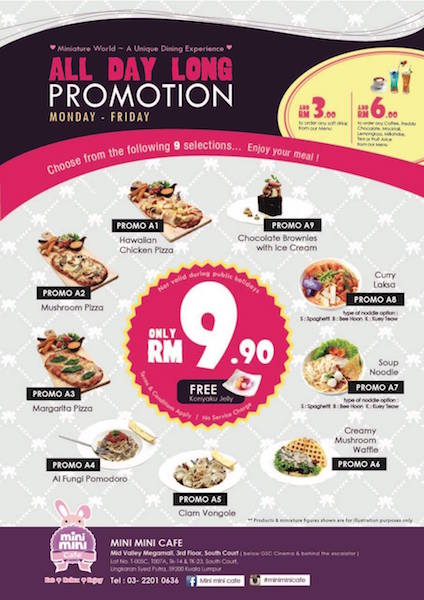 ♥ Miniature World ~ A Unique Dining Experience ♥
ALL DAY LONG
PROMOTION
MONDAY - FRIDAY
ADD
RM 3.00
to order any soft drink
from our Menu
ADD
RM 6.00
to order any Coffee, Freddo
Chocolate, Mocktail,
Lemongrass, Milkshake,
Tea or Fruit Juice
from our Menu
Choose from the following 9 selections... Enjoy your meal !
PROMO A1
Hawaiian
Chicken Pizza
PROMO A9
Chocolate Brownies
with Ice Cream
PROMO A2
Mushroom Pizza
Curry
Laksa
PROMO A8
type of noddle option :
S : Spaghetti B : Bee Hoon K : Kuey Teow
Not valid during public holidays
ONLY
RM 9.90
FREE
Konyaku Jelly
Terms & Conditions Apply | No Service Charge
PROMO A3
Margarita Pizza
Soup
Noodle
PROMO A7
type of noddle option :
S : Spaghetti B : Bee Hoon K : Kuey Teow
PROMO A4
Al Fungi Pomodoro
PROMO A5
Clam Vongole
Creamy
Mushroom
Waffle
PROMO A6
** Products & miniature figures shown are for illustration purposes only.
mini
mini
Cafe
Eat ♥ Relax ♥ Enjoy
MINI MINI CAFE
Mid Valley Megamall, 3rd Floor, South Court ( below GSC Cinema & behind the escalator )
Lot No. T-005C, T007A, TK-14 & TK-23, South Court,
Lingkaran Syed Putra, 59200 Kuala Lumpur
Tel : 03- 2201 0636 f Mini mini cafe #miniminicafe